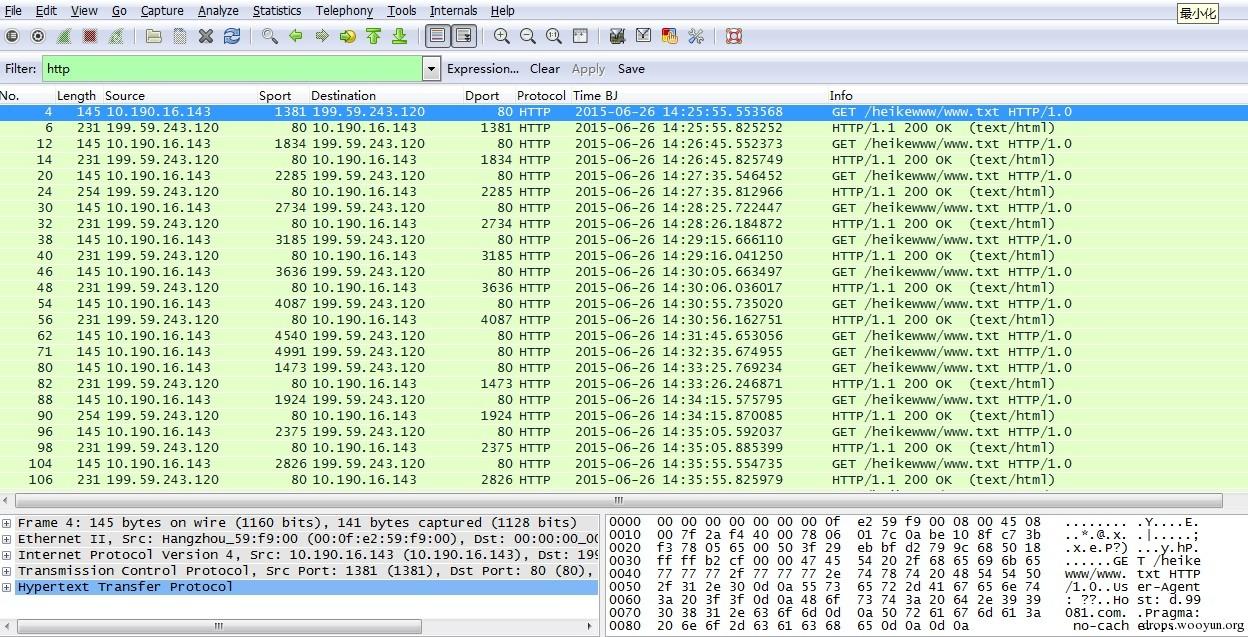 File Edit View Go Capture Analyze Statistics Telephony Tools Internals Help
最小化
Filter: http Expression... Clear Apply Save
No. Length Source Sport Destination Dport Protocol Time BJ Info
4 145 10.190.16.143 1381 199.59.243.120 80 HTTP 2015-06-26 14:25:55.553568 GET /heikewww/www.txt HTTP/1.0
6 231 199.59.243.120 80 10.190.16.143 1381 HTTP 2015-06-26 14:25:55.825252 HTTP/1.1 200 OK (text/html)
12 145 10.190.16.143 1834 199.59.243.120 80 HTTP 2015-06-26 14:26:45.552373 GET /heikewww/www.txt HTTP/1.0
14 231 199.59.243.120 80 10.190.16.143 1834 HTTP 2015-06-26 14:26:45.825749 HTTP/1.1 200 OK (text/html)
20 145 10.190.16.143 2285 199.59.243.120 80 HTTP 2015-06-26 14:27:35.546452 GET /heikewww/www.txt HTTP/1.0
24 254 199.59.243.120 80 10.190.16.143 2285 HTTP 2015-06-26 14:27:35.812966 HTTP/1.1 200 OK (text/html)
30 145 10.190.16.143 2734 199.59.243.120 80 HTTP 2015-06-26 14:28:25.722447 GET /heikewww/www.txt HTTP/1.0
32 231 199.59.243.120 80 10.190.16.143 2734 HTTP 2015-06-26 14:28:26.184872 HTTP/1.1 200 OK (text/html)
38 145 10.190.16.143 3185 199.59.243.120 80 HTTP 2015-06-26 14:29:15.666110 GET /heikewww/www.txt HTTP/1.0
40 231 199.59.243.120 80 10.190.16.143 3185 HTTP 2015-06-26 14:29:16.041250 HTTP/1.1 200 OK (text/html)
46 145 10.190.16.143 3636 199.59.243.120 80 HTTP 2015-06-26 14:30:05.663497 GET /heikewww/www.txt HTTP/1.0
48 231 199.59.243.120 80 10.190.16.143 3636 HTTP 2015-06-26 14:30:06.036017 HTTP/1.1 200 OK (text/html)
54 145 10.190.16.143 4087 199.59.243.120 80 HTTP 2015-06-26 14:30:55.735020 GET /heikewww/www.txt HTTP/1.0
56 231 199.59.243.120 80 10.190.16.143 4087 HTTP 2015-06-26 14:30:56.162751 HTTP/1.1 200 OK (text/html)
62 145 10.190.16.143 4540 199.59.243.120 80 HTTP 2015-06-26 14:31:45.653056 GET /heikewww/www.txt HTTP/1.0
71 145 10.190.16.143 4991 199.59.243.120 80 HTTP 2015-06-26 14:32:35.674955 GET /heikewww/www.txt HTTP/1.0
80 145 10.190.16.143 1473 199.59.243.120 80 HTTP 2015-06-26 14:33:25.769234 GET /heikewww/www.txt HTTP/1.0
82 231 199.59.243.120 80 10.190.16.143 1473 HTTP 2015-06-26 14:33:26.246871 HTTP/1.1 200 OK (text/html)
88 145 10.190.16.143 1924 199.59.243.120 80 HTTP 2015-06-26 14:34:15.575795 GET /heikewww/www.txt HTTP/1.0
90 254 199.59.243.120 80 10.190.16.143 1924 HTTP 2015-06-26 14:34:15.870085 HTTP/1.1 200 OK (text/html)
96 145 10.190.16.143 2375 199.59.243.120 80 HTTP 2015-06-26 14:35:05.592037 GET /heikewww/www.txt HTTP/1.0
98 231 199.59.243.120 80 10.190.16.143 2375 HTTP 2015-06-26 14:35:05.885399 HTTP/1.1 200 OK (text/html)
104 145 10.190.16.143 2826 199.59.243.120 80 HTTP 2015-06-26 14:35:55.554735 GET /heikewww/www.txt HTTP/1.0
106 231 199.59.243.120 80 10.190.16.143 2826 HTTP 2015-06-26 14:35:55.825979 HTTP/1.1 200 OK (text/html)
Frame 4: 145 bytes on wire (1160 bits), 141 bytes captured (1128 bits)
Ethernet II, Src: Hangzhou_59:f9:00 (00:0f:e2:59:f9:00), Dst: 00:00:00_00
Internet Protocol Version 4, Src: 10.190.16.143 (10.190.16.143), Dst: 199
Transmission Control Protocol, Src Port: 1381 (1381), Dst Port: 80 (80),
Hypertext Transfer Protocol
0000 00 00 00 00 00 00 00 0f e2 59 f9 00 08 00 45 08 ........ .Y....E.
0010 00 7f 2a f4 40 00 78 06 01 7c 0a be 10 8f c7 3b ..*.@.x. .|.....;
0020 f3 78 05 65 00 50 3f 29 eb bf d2 79 9c 68 50 18 .x.e.P?) ...y.hP.
0030 ff ff b2 cf 00 00 47 45 54 20 2f 68 65 69 6b 65 ......GE T /heike
0040 77 77 77 2f 77 77 77 2e 74 78 74 20 48 54 54 50 www/www. txt HTTP
0050 2f 31 2e 30 0d 0a 55 73 65 72 2d 41 67 65 6e 74 /1.0..Us er-Agent
0060 3a 20 3f 3f 0d 0a 48 6f 73 74 3a 20 64 2e 39 39 : ??..Ho st: d.99
0070 30 38 31 2e 63 6f 6d 0d 0a 50 72 61 67 6d 61 3a 081.com. .Pragma:
0080 20 6e 6f 2d 63 61 63 68 65 0d 0a 0d 0a no-cach e....
drops.wooyun.org